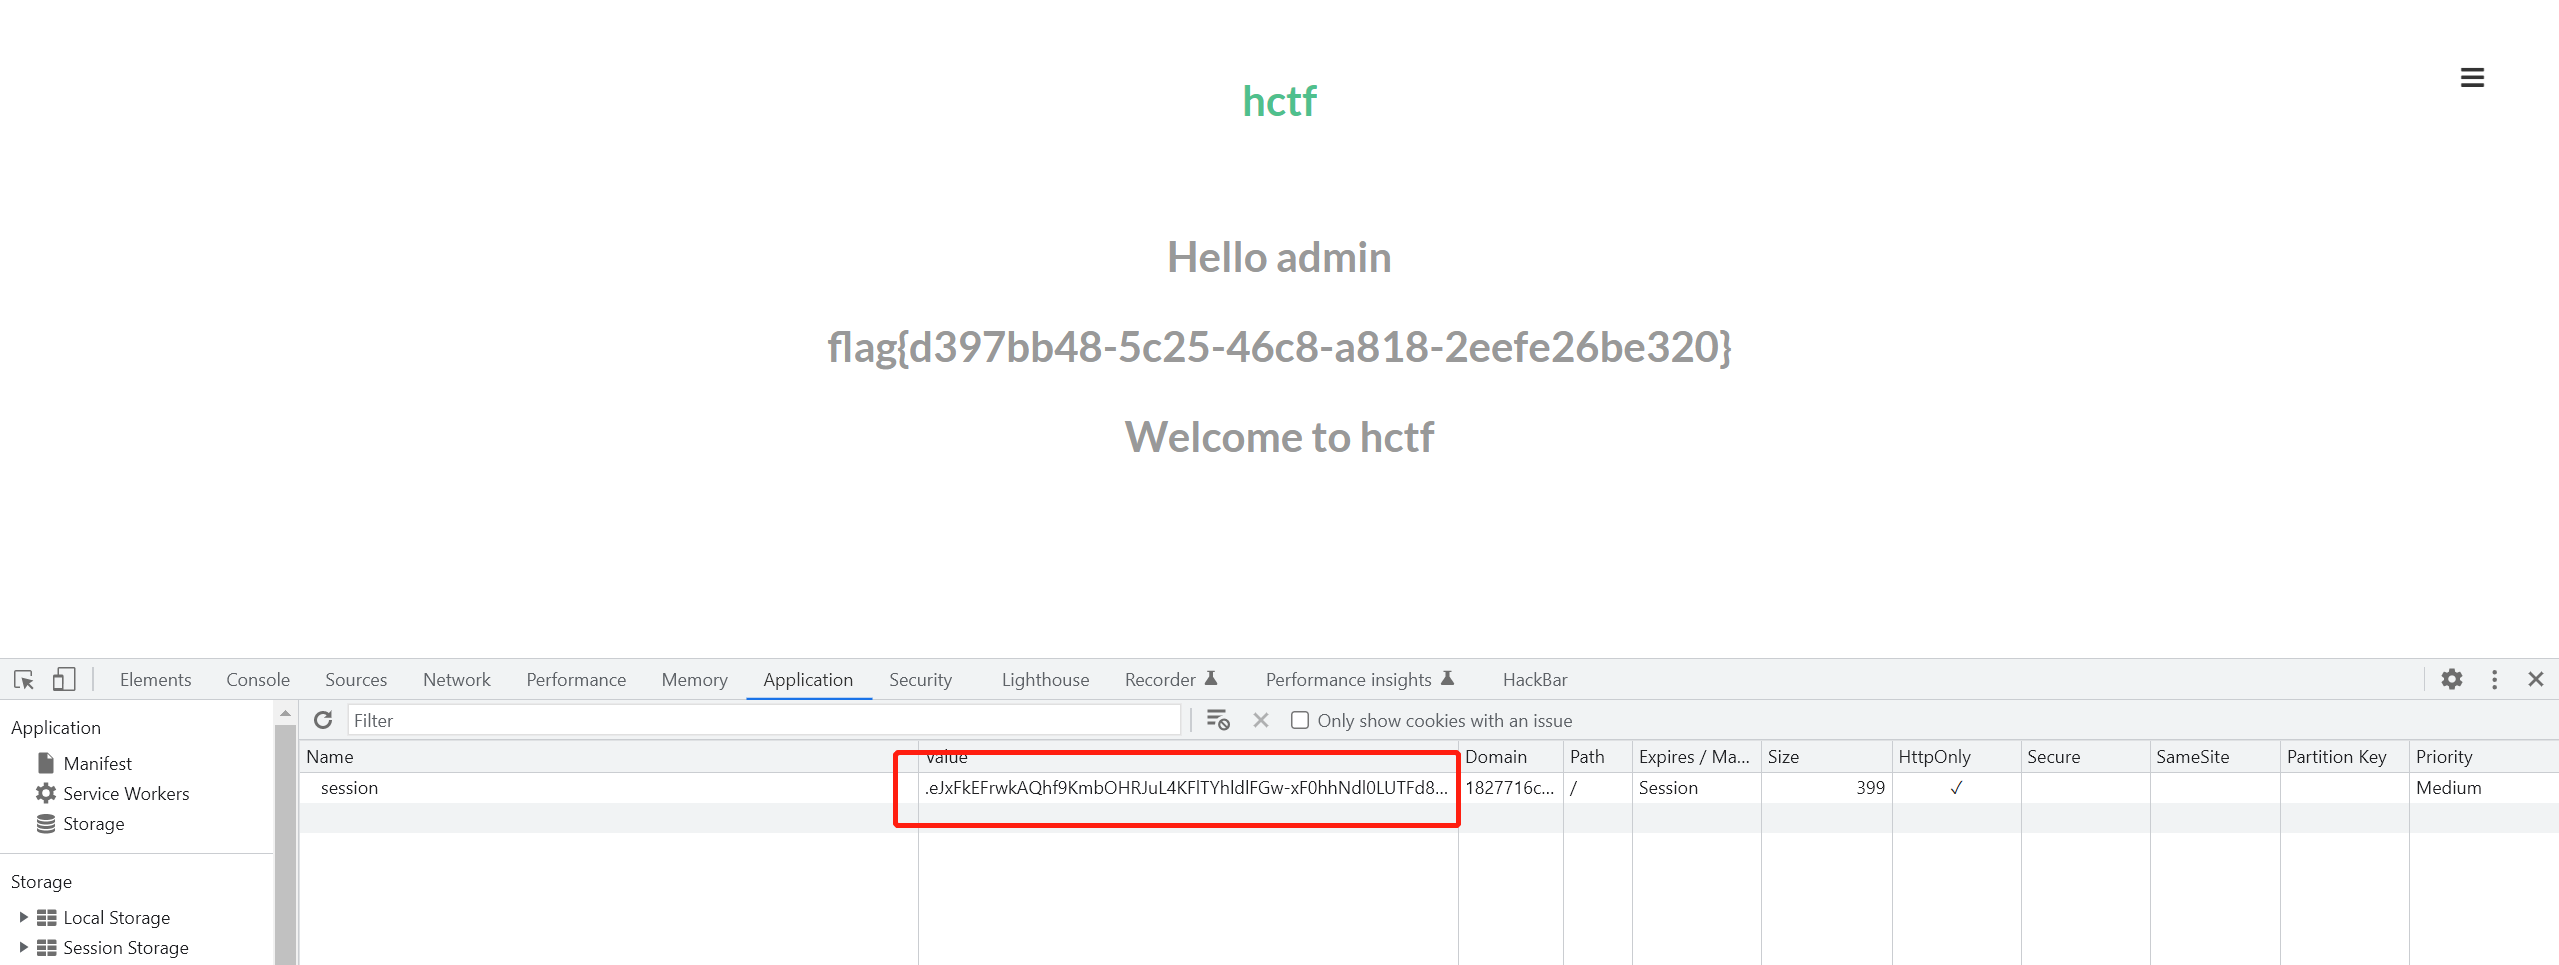 hctf
Hello admin
flag{d397bb48-5c25-46c8-a818-2eefe26be320}
Welcome to hctf
Elements Console Sources Network Performance Memory Application Security Lighthouse Recorder Performance insights HackBar
Application
Manifest
Service Workers
Storage
Storage
Local Storage
Session Storage
Filter Only show cookies with an issue
Name Value Domain Path Expires / Ma... Size HttpOnly Secure SameSite Partition Key Priority
session .eJxFkEFrwkAQhf9KmbOHRJuL4KFlTYhldlFGw-xF0hhNdl0LUTFd8... 1827716c... / Session 399 ✓ Medium